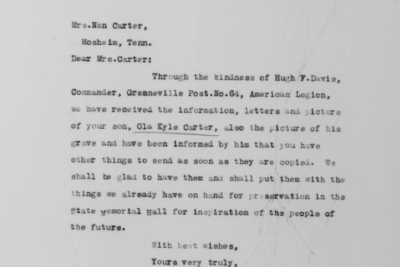 Mrs.Nan Carter,
Mosheim, Tenn.
Dear Mrs.Carter:
Through the kindness of Hugh F.Davis,
Commander, Greeneville Post.No.64, American Legion,
we have received the information, letters and picture
of your son, Ola Kyle Carter, also the picture of his
grave and have been informed by him that you have
other things to send as soon as they are copied. We
shall be glad to have them and shall put them with the
things we already have on hand for preservation in the
State Memorial Hall for inspiration of the people of
the future.
With best wishes,
Yours very truly,